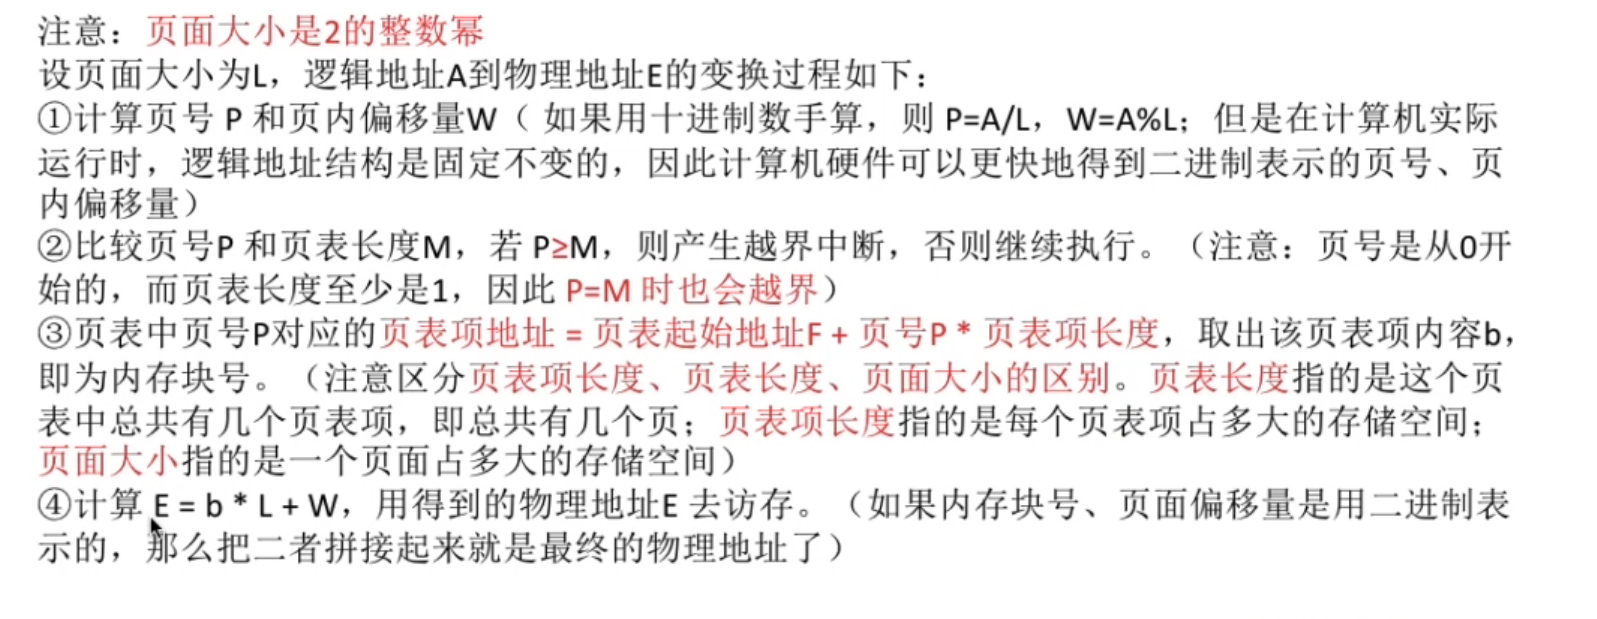 注意：页面大小是2的整数幂
设页面大小为L，逻辑地址A到物理地址E的变换过程如下：
①计算页号 P 和页内偏移量W（ 如果用十进制数手算，则 P=A/L，W=A%L；但是在计算机实际
运行时，逻辑地址结构是固定不变的，因此计算机硬件可以更快地得到二进制表示的页号、页
内偏移量）
②比较页号P 和页表长度M，若 P≥M，则产生越界中断，否则继续执行。（注意：页号是从0开
始的，而页表长度至少是1，因此 P=M 时也会越界）
③页表中页号P对应的页表项地址 = 页表起始地址F + 页号P * 页表项长度，取出该页表项内容b，
即为内存块号。（注意区分页表项长度、页表长度、页面大小的区别。页表长度指的是这个页
表中总共有几个页表项，即总共有几个页；页表项长度指的是每个页表项占多大的存储空间；
页面大小指的是一个页面占多大的存储空间）
④计算 E = b * L + W，用得到的物理地址E 去访存。（如果内存块号、页面偏移量是用二进制表
示的，那么把二者拼接起来就是最终的物理地址了）